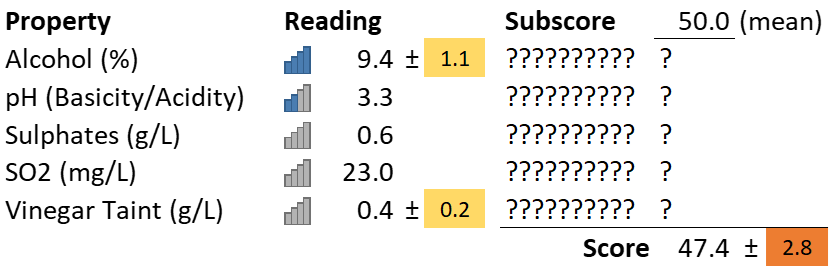 Property Reading Subscore 50.0 (mean)
Alcohol (%) 9.4 ± 1.1 ?????????? ?
pH (Basicity/Acidity) 3.3 ?????????? ?
Sulphates (g/L) 0.6 ?????????? ?
SO2 (mg/L) 23.0 ?????????? ?
Vinegar Taint (g/L) 0.4 ± 0.2 ?????????? ?
Score 47.4 ± 2.8